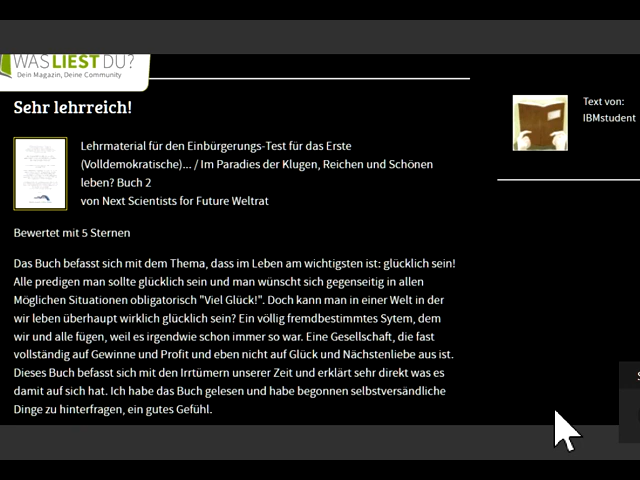 WAS LIEST DU?
Dein Magazin, Deine Community
Sehr lehrreich!
Lehrmaterial für den Einbürgerungs-Test für das Erste
(Volldemokratische)... / Im Paradies der Klugen, Reichen und Schönen
leben? Buch 2
von Next Scientists for Future Weltrat
Bewertet mit 5 Sternen
Das Buch befasst sich mit dem Thema, dass im Leben am wichtigsten ist: glücklich sein!
Alle predigen man sollte glücklich sein und man wünscht sich gegenseitig in allen
Möglichen Situationen obligatorisch "Viel Glück!". Doch kann man in einer Welt in der
wir leben überhaupt wirklich glücklich sein? Ein völlig fremdbestimmtes Sytem, dem
wir und alle fügen, weil es irgendwie schon immer so war. Eine Gesellschaft, die fast
vollständig auf Gewinne und Profit und eben nicht auf Glück und Nächstenliebe aus ist.
Dieses Buch befasst sich mit den Irrtümern unserer Zeit und erklärt sehr direkt was es
damit auf sich hat. Ich habe das Buch gelesen und habe begonnen selbstversändliche
Dinge zu hinterfragen, ein gutes Gefühl.
Text von:
IBMstudent